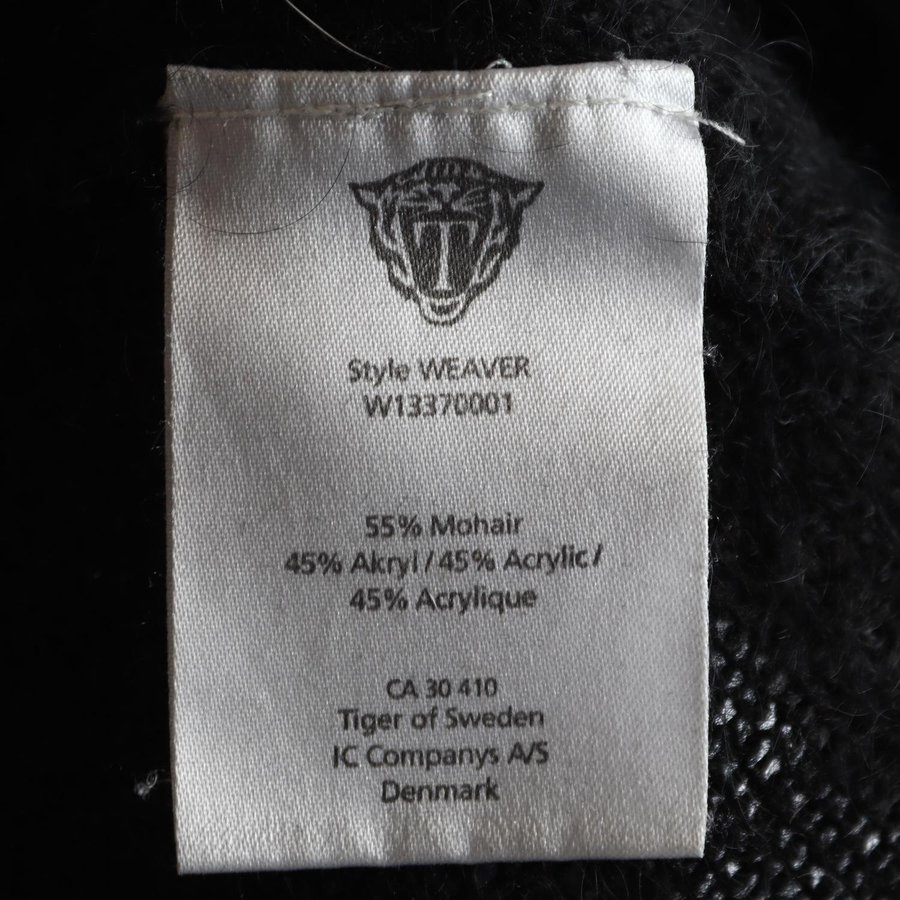 T
Style WEAVER
W13370001
55% Mohair
45% Akryl / 45% Acrylic /
45% Acrylique
CA 30 410
Tiger of Sweden
IC Companys A/S
Denmark